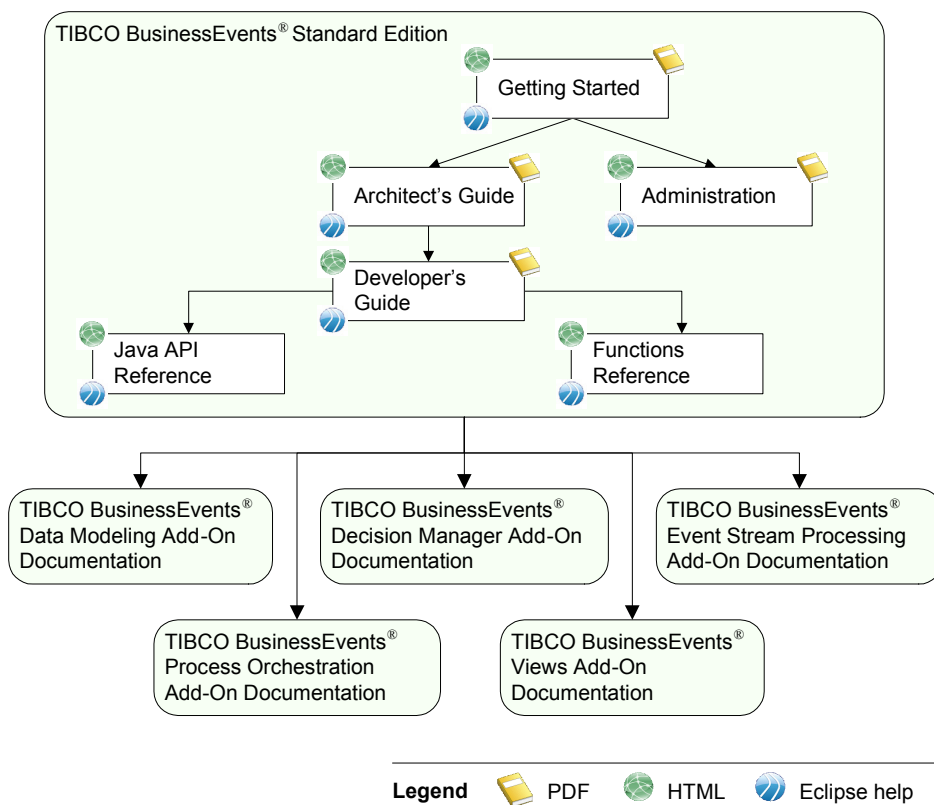 TIBCO BusinessEvents® Standard Edition
Getting Started
Architect's Guide
Administration
Developer's
Guide
Java API
Reference
Functions
Reference
TIBCO BusinessEvents®
Data Modeling Add-On
Documentation
TIBCO BusinessEvents®
Decision Manager Add-On
Documentation
TIBCO BusinessEvents®
Event Stream Processing
Add-On Documentation
TIBCO BusinessEvents®
Process Orchestration
Add-On Documentation
TIBCO BusinessEvents®
Views Add-On
Documentation
Legend PDF HTML Eclipse help